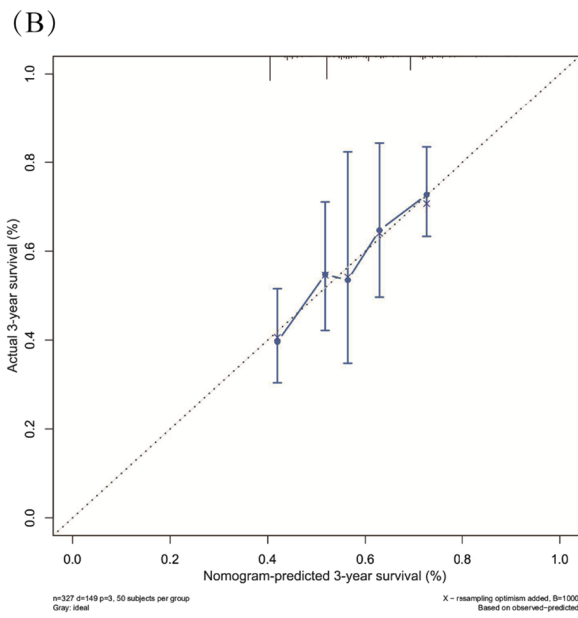 (B)
1.0
0.8
0.6
0.4
0.2
0.0
Actual 3-year survival (%)
0.0 0.2 0.4 0.6 0.8 1.0
Nomogram-predicted 3-year survival (%)
n=327 d=149 p=3, 50 subjects per group
Gray: ideal
X − resampling optimism added, B=1000
Based on observed−predicted